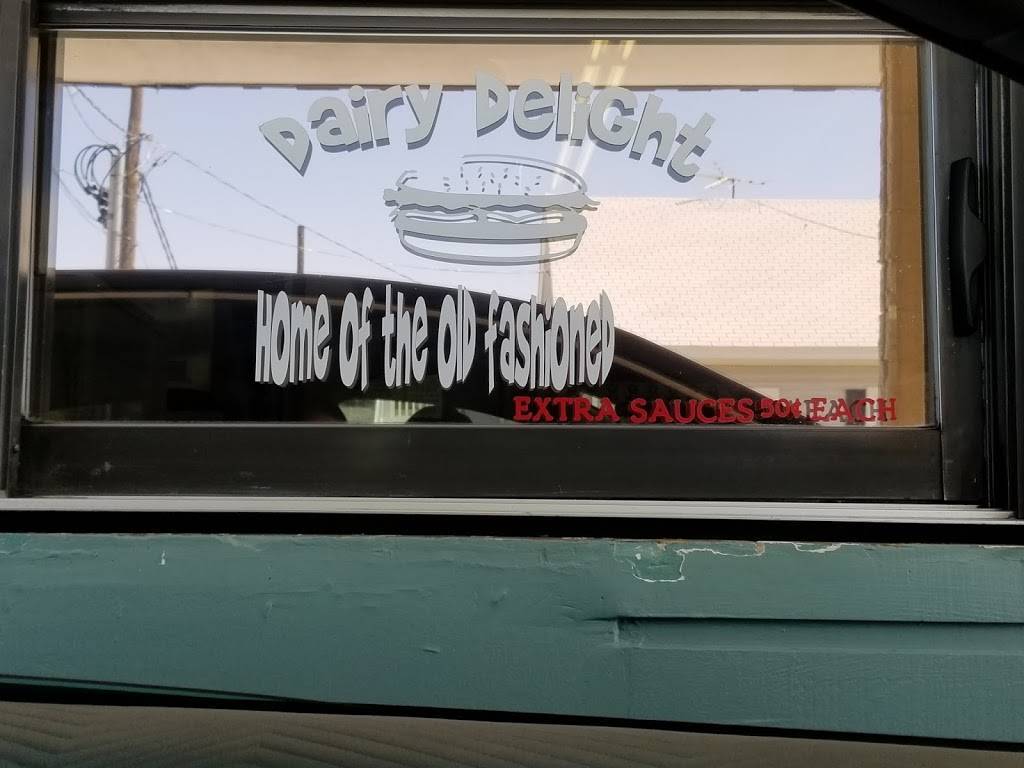 Dairy Delight
Home of the Old fashioned
EXTRA SAUCES 50¢ EACH